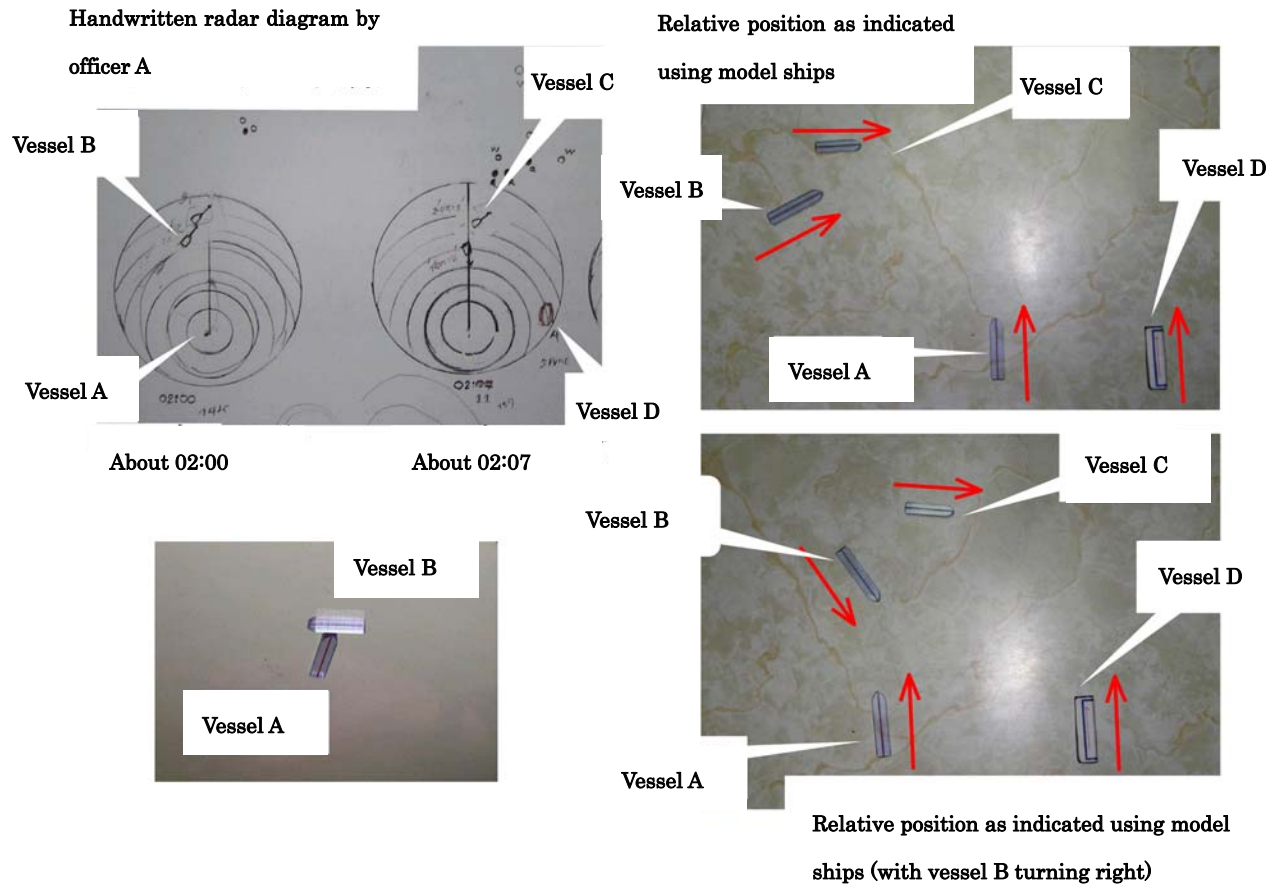 Handwritten radar diagram by
officer A
Vessel C
Vessel B
Vessel A
02:00
Vessel D
About 02:00
About 02:07
Vessel B
Vessel A
Relative position as indicated
using model ships
Vessel C
Vessel D
Vessel B
Vessel A
Vessel C
Vessel B
Vessel D
Vessel A
Relative position as indicated using model
ships (with vessel B turning right)